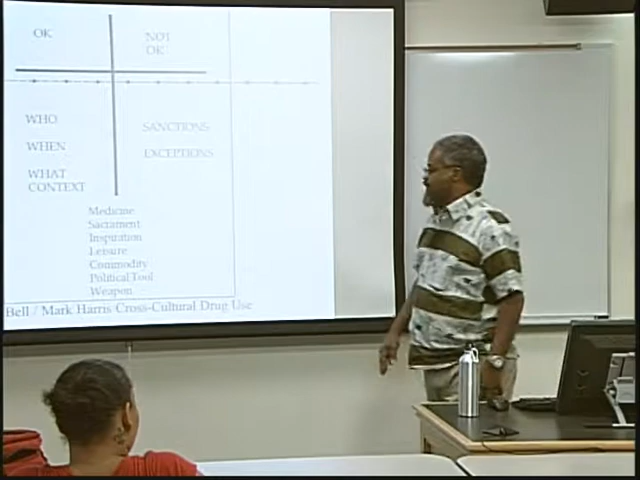 OK
NOT
OK
WHO
WHEN
WHAT
CONTEXT
SANCTIONS
EXCEPTIONS
Medicine
Sacrament
Inspiration
Leisure
Commodity
Political Tool
Weapon
Bell / Mark Harris Cross-Cultural Drug Use